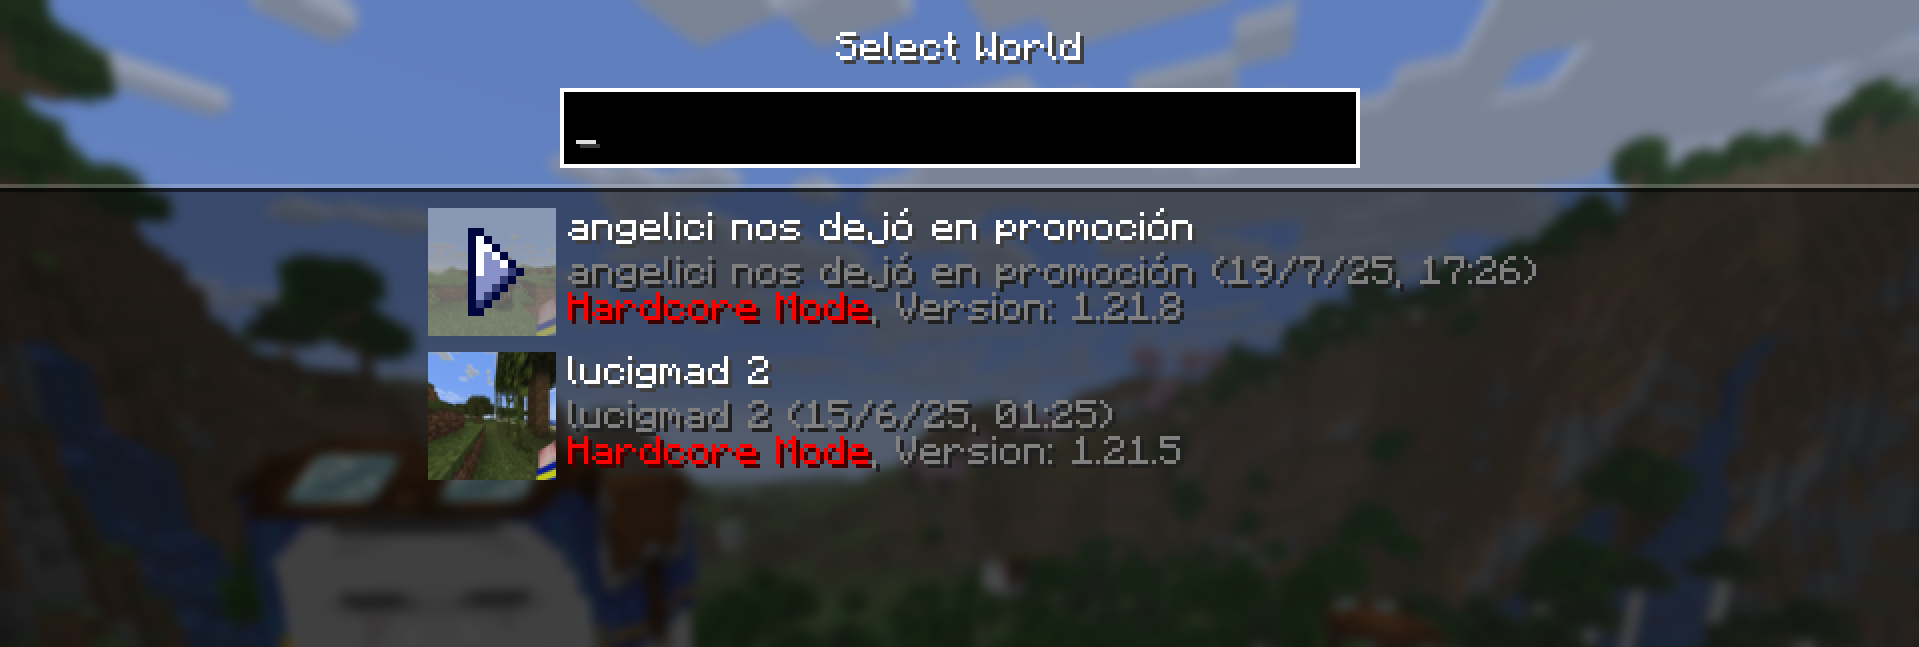 Select World
_
angelici nos dejó en promoción
angelici nos dejó en promoción (19/7/25, 17:26)
Hardcore Mode, Version: 1.21.8
lucigmad 2
lucigmad 2 (15/6/25, 01:25)
Hardcore Mode, Version: 1.21.5